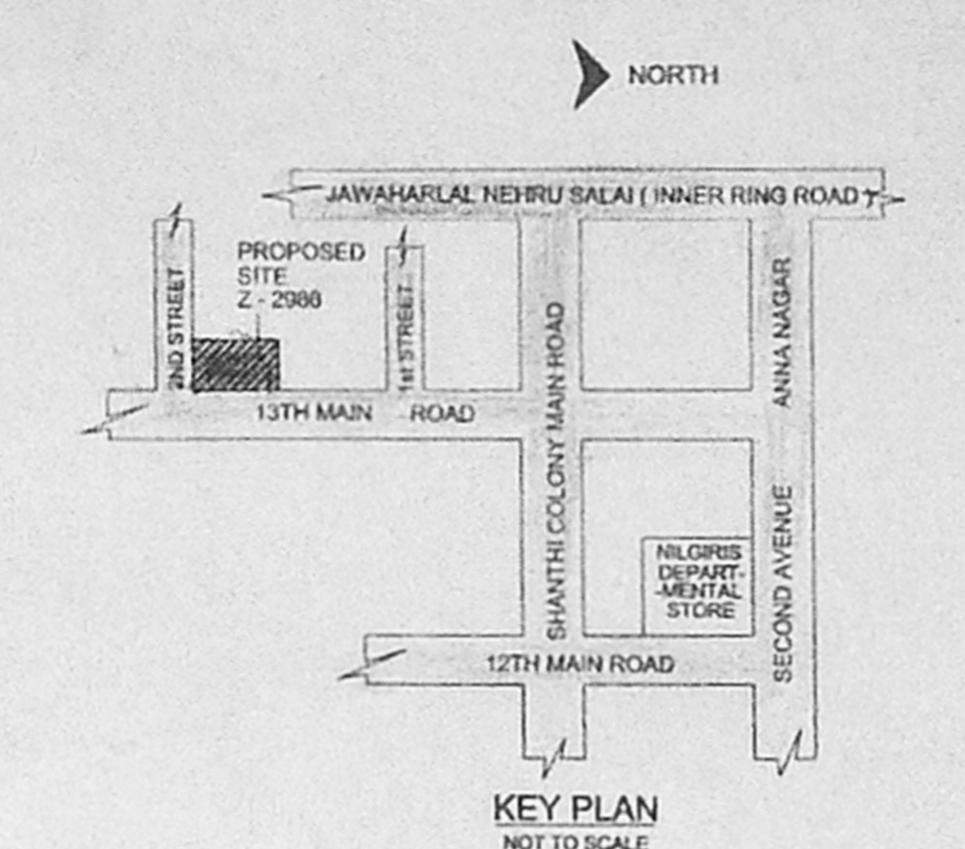 NORTH
JAWAHARLAL NEHRU SALAI ( INNER RING ROAD )
PROPOSED
SITE
Z - 2988
2ND STREET
1st STREET
13TH MAIN ROAD
SHANTHI COLONY MAIN ROAD
SECOND AVENUE ANNA NAGAR
NILGIRIS
DEPART-
-MENTAL
STORE
12TH MAIN ROAD
KEY PLAN
NOT TO SCALE